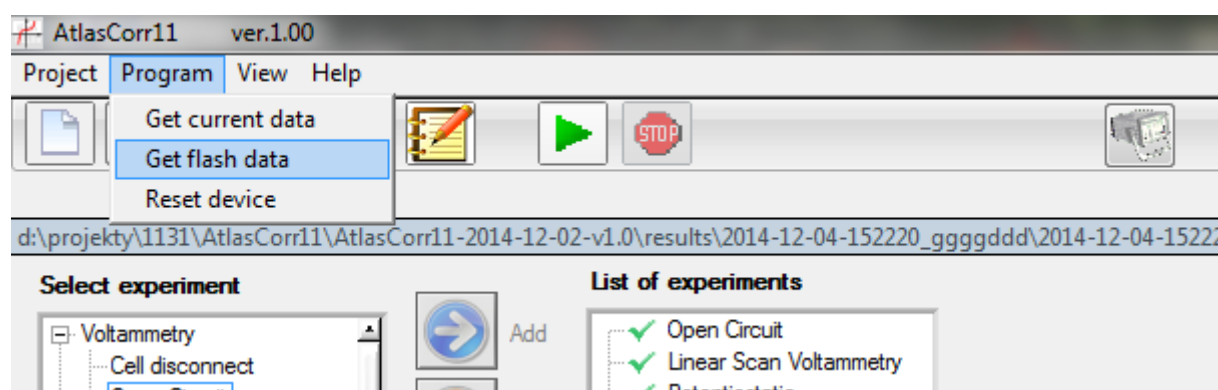 AtlasCorr11 ver.1.00
Project Program View Help
Get current data
Get flash data
Reset device
STOP
d:\projekty\1131\AtlasCorr11\AtlasCorr11-2014-12-02-v1.0\results\2014-12-04-152220_ggggddd\2014-12-04-1522
Select experiment
Voltammetry
Cell disconnect
Add
List of experiments
Open Circuit
Linear Scan Voltammetry